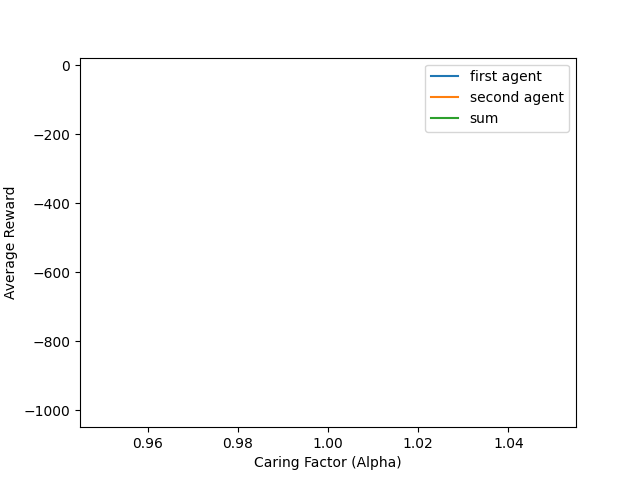 first agent
second agent
sum
0
−200
−400
−600
−800
−1000
Average Reward
0.96 0.98 1.00 1.02 1.04
Caring Factor (Alpha)